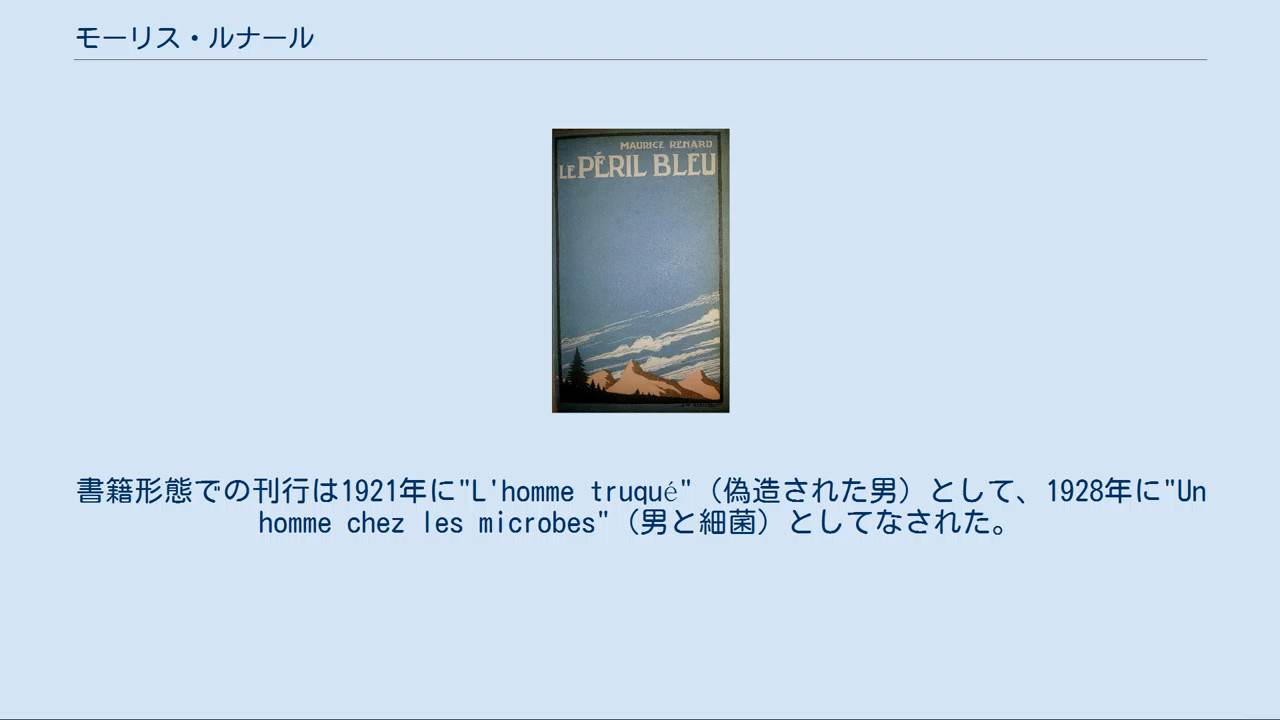 モーリス・ルナール
MAURICE RENARD
LE PÉRIL BLEU
書籍形態での刊行は1921年に"L'homme truqué"（偽造された男）として、1928年に"Un
homme chez les microbes"（男と細菌）としてなされた。